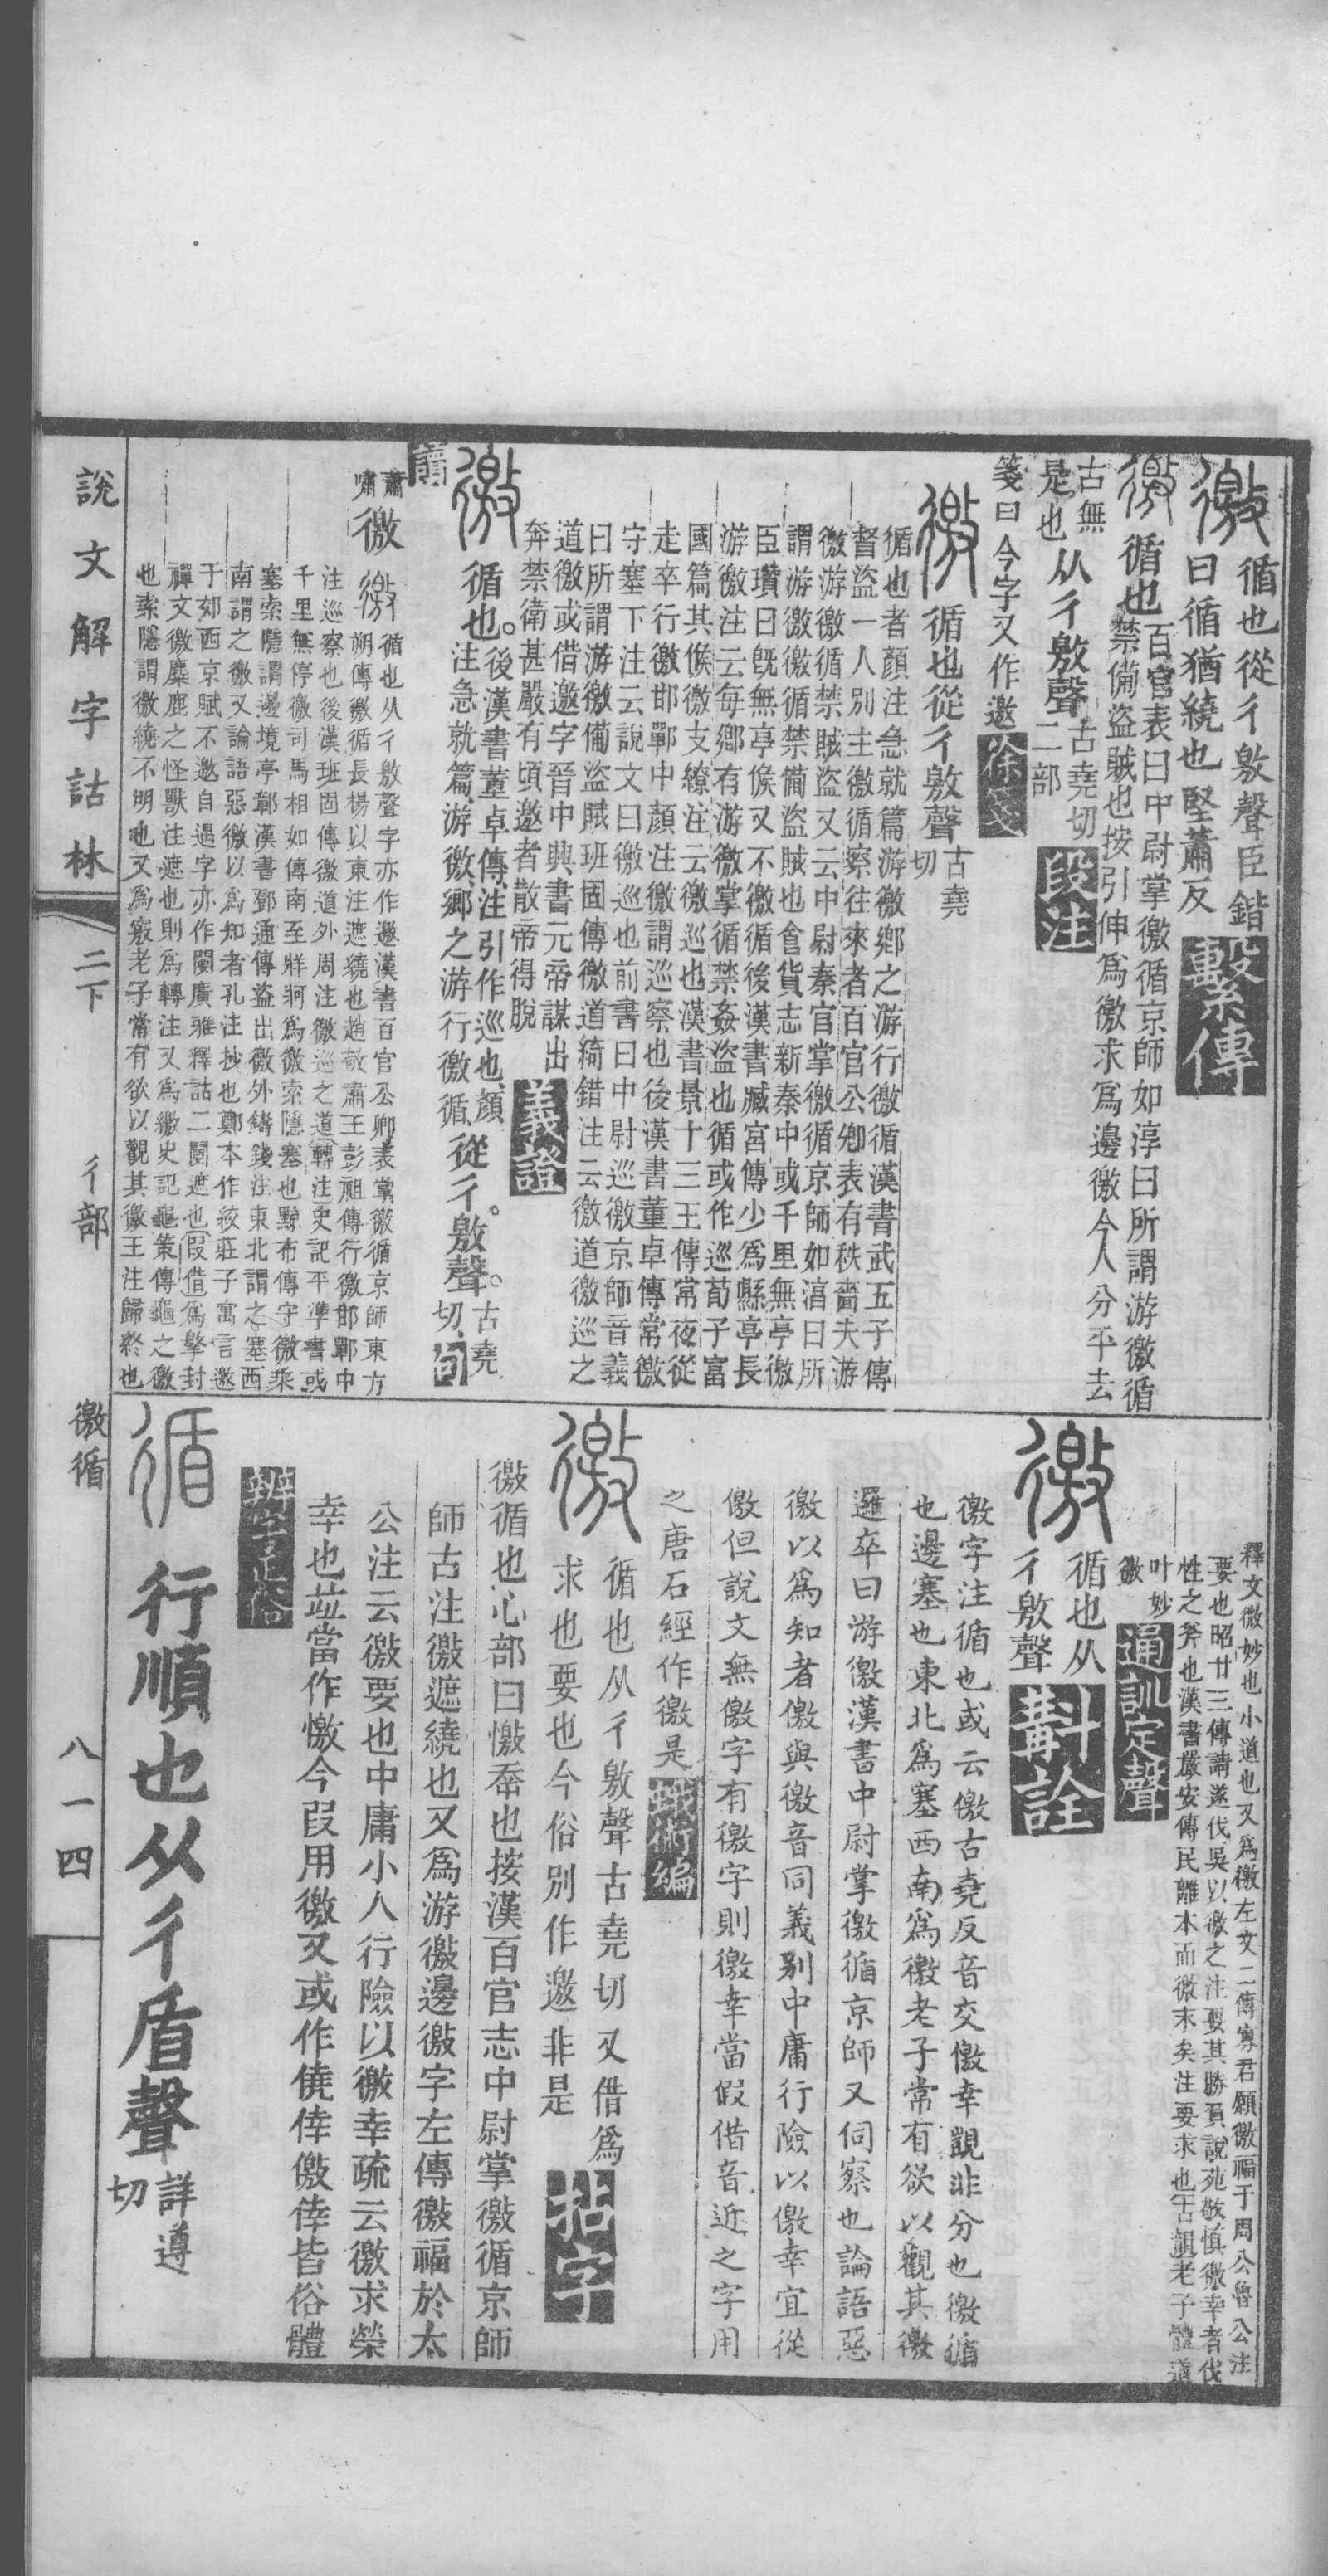 徼
循也從彳敫聲臣鍇
曰循猶繞也堅蕭反
繫傳
徼
循也
百官表曰中尉掌徼循京師如淳曰所謂游徼循
禁備盜賊也按引伸爲徼求爲邊徼今人分平去
古無
是也
从彳敫聲
古堯切
二部
段注
箋曰今字又作邀
徐箋
徼
循也從彳敫聲
古堯
切
循也者顏注急就篇游徼鄉之游行徼循漢書武五子傳
督盜一人別主徼循察往來者百官公卿表有秩嗇夫游
徼游徼循禁賊盜又云中尉秦官掌徼循京師如淳曰所
謂游徼徼循禁備盜賊也食貨志新秦中或千里無亭徼
臣瓚曰既無亭候又不徼循後漢書臧宮傳少爲縣亭長
游徼注云每鄉有游徼掌循禁姦盜也循或作巡荀子富
國篇其候徼支繚注云徼巡也漢書景十三王傳常夜從
走卒行徼邯鄲中顏注徼謂巡察也後漢書董卓傳常徼
守塞下注云說文曰徼巡也前書曰中尉巡徼京師音義
曰所謂游徼備盜賊班固傳徼道綺錯注云徼道徼巡之
道徼或借邀字晉中興書元帝謀出
奔禁衛甚嚴有頃邀者散帝得脫
義證
徼
循也。
後漢書董卓傳注引作巡也顏
注急就篇游徼鄉之游行徼循
從彳。敫聲。
古堯
切
句
讀
蕭
嘯
徼
徼
循也从彳敫聲字亦作邀漢書百官公卿表掌徼循京師東方
朔傳徼循長楊以東注遮繞也趙敬肅王彭祖傳行徼邯鄲中
注巡察也後漢班固傳徼道外周注徼巡之道轉注史記平準書或
千里無停徼司馬相如傳南至牂牁爲徼索隱塞也黥布傳守徼乘
塞索隱謂邊境亭鄣漢書鄧通傳盜出徼外鑄錢注東北謂之塞西
南謂之徼又論語惡徼以爲知者孔注抄也鄭本作絞莊子寓言邀
于郊西京賦不邀自遇字亦作闄廣雅釋詁二闄遮也叚借爲擊封
禪文徼麋鹿之怪獸注遮也則爲轉注又爲繳史記龜策傳龜之徼
也索隱謂徼繞不明也又爲竅老子常有欲以觀其徼王注歸終也
釋文微妙也小道也又爲憿左文二傳寡君願徼福于周公魯公注
要也昭廿三傳請遂伐吳以徼之注要其勝負說苑敬慎徼幸者伐
性之斧也漢書嚴安傳民離本而徼末矣注要求也古韻老子體道
叶妙
徼
通訓定聲
徼
循也从
彳敫聲
斠詮
徼字注循也或云儌古堯反音交儌幸覬非分也徼循
也邊塞也東北爲塞西南爲徼老子常有欲以觀其徼
邏卒曰游徼漢書中尉掌徼循京師又伺察也論語惡
徼以爲知者儌與徼音同義別中庸行險以儌幸宜從
儌但說文無儌字有徼字則徼幸當假借音近之字用
之唐石經作徼是
蛾術編
徼
循也从彳敫聲古堯切又借爲
求也要也今俗別作邀非是
拈字
徼循也心部曰憿㚔也按漢百官志中尉掌徼循京師
師古注徼遮繞也又爲游徼邊徼字左傳徼福於太
公注云徼要也中庸小人行險以徼幸疏云徼求榮
幸也竝當作憿今叚用徼又或作僥倖儌倖皆俗體
辨字正俗
循
行順也从彳盾聲
詳遵
切
說文解字詁林
二下
彳部
徼循
八一四